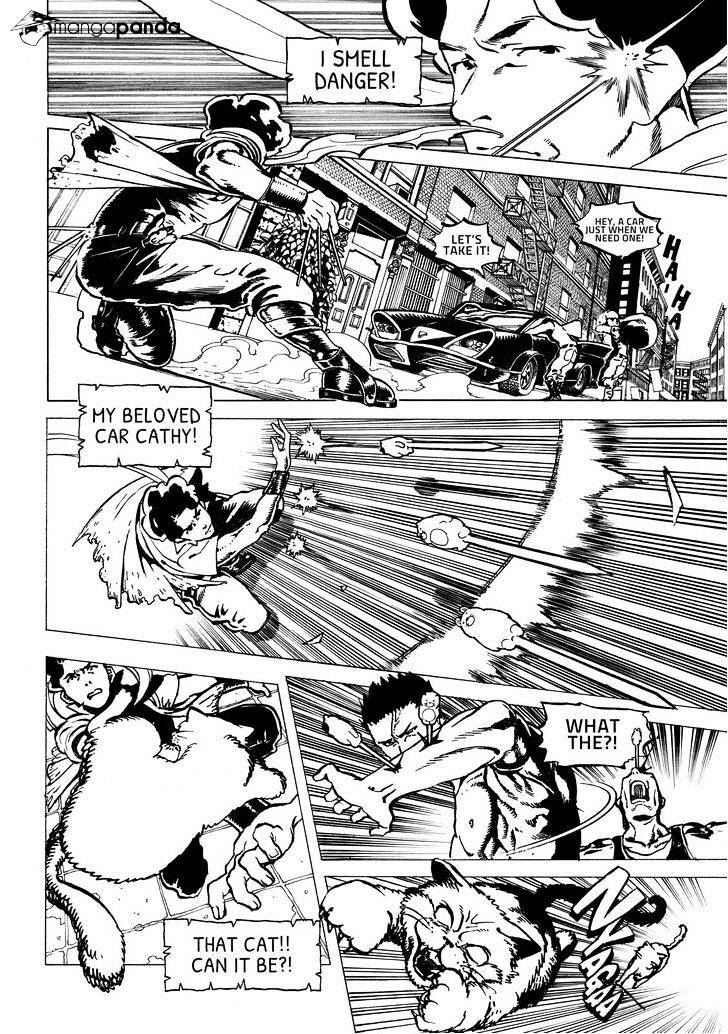 mangapanda
I SMELL
DANGER!
LET'S
TAKE IT!
HEY, A CAR
JUST WHEN WE
NEED ONE!
HA
HA
MY BELOVED
CAR CATHY!
WHAT
THE?!
THAT CAT!!
CAN IT BE?!